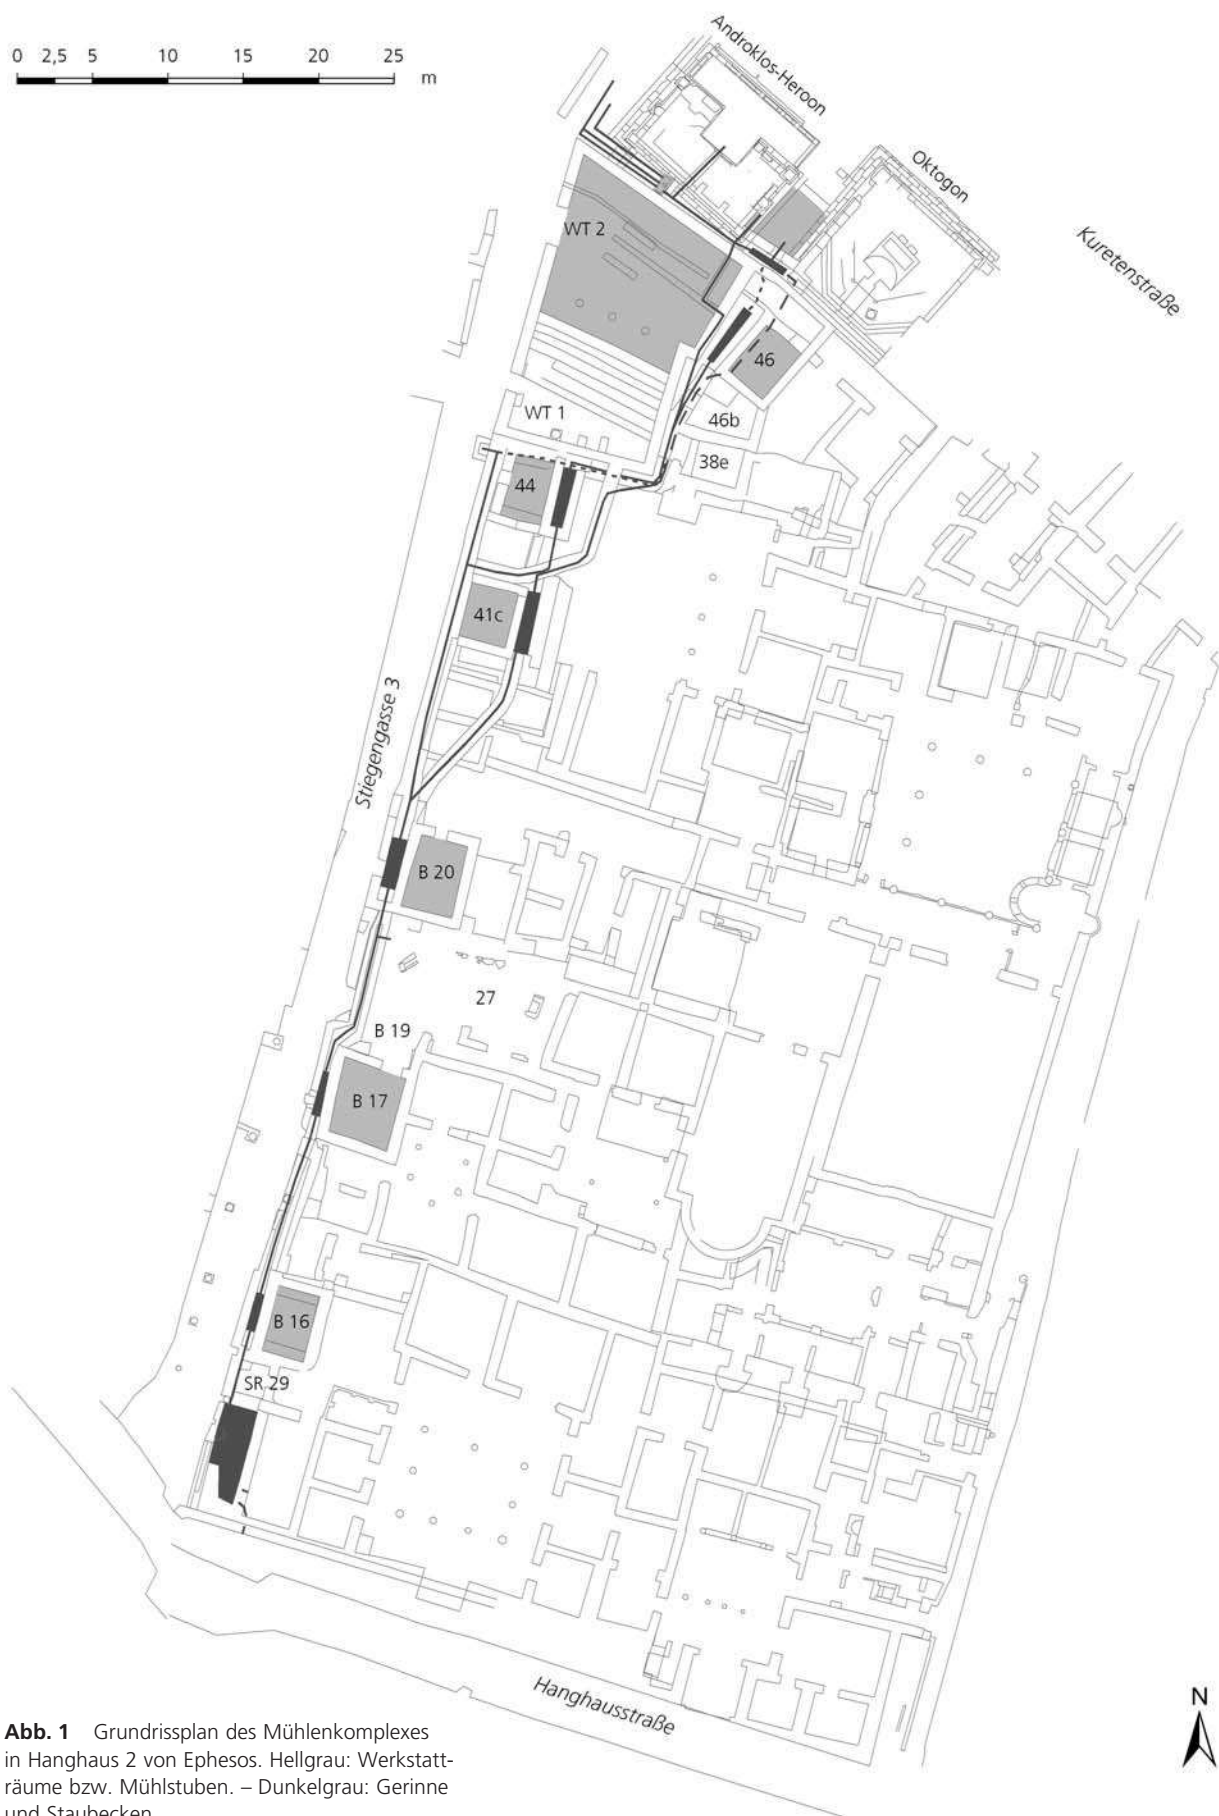 0 2,5 5 10 15 20 25 m
Androklos-Heroon
Oktogon
Kuretenstraße
WT 2
46
WT 1
46b
38e
44
41c
Stiegengasse 3
B 20
27
B 19
B 17
B 16
SR 29
Hanghausstraße
N
Abb. 1 Grundrissplan des Mühlenkomplexes
in Hanghaus 2 von Ephesos. Hellgrau: Werkstatt-
räume bzw. Mühlstuben. – Dunkelgrau: Gerinne
und Staubecken